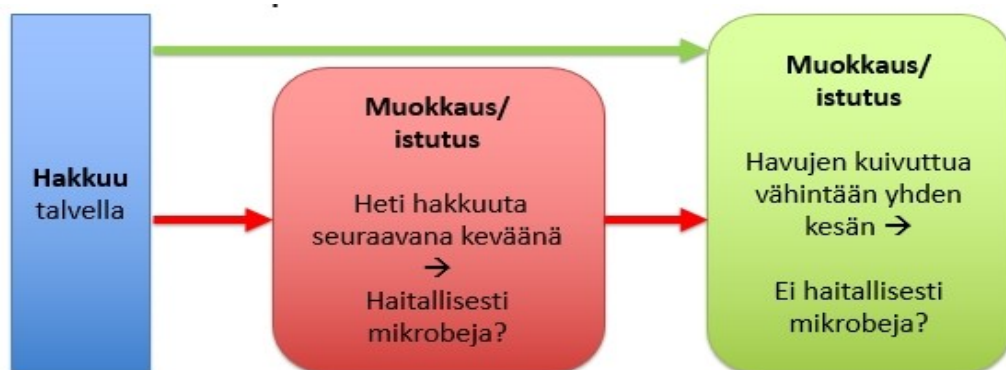 Hakkuu
talvella
Muokkaus/
istutus
Heti hakkuuta
seuraavana keväänä
→
Haitallisesti
mikrobeja?
Muokkaus/
istutus
Havujen kuivuttua
vähintään yhden
kesän →
Ei haitallisesti
mikrobeja?